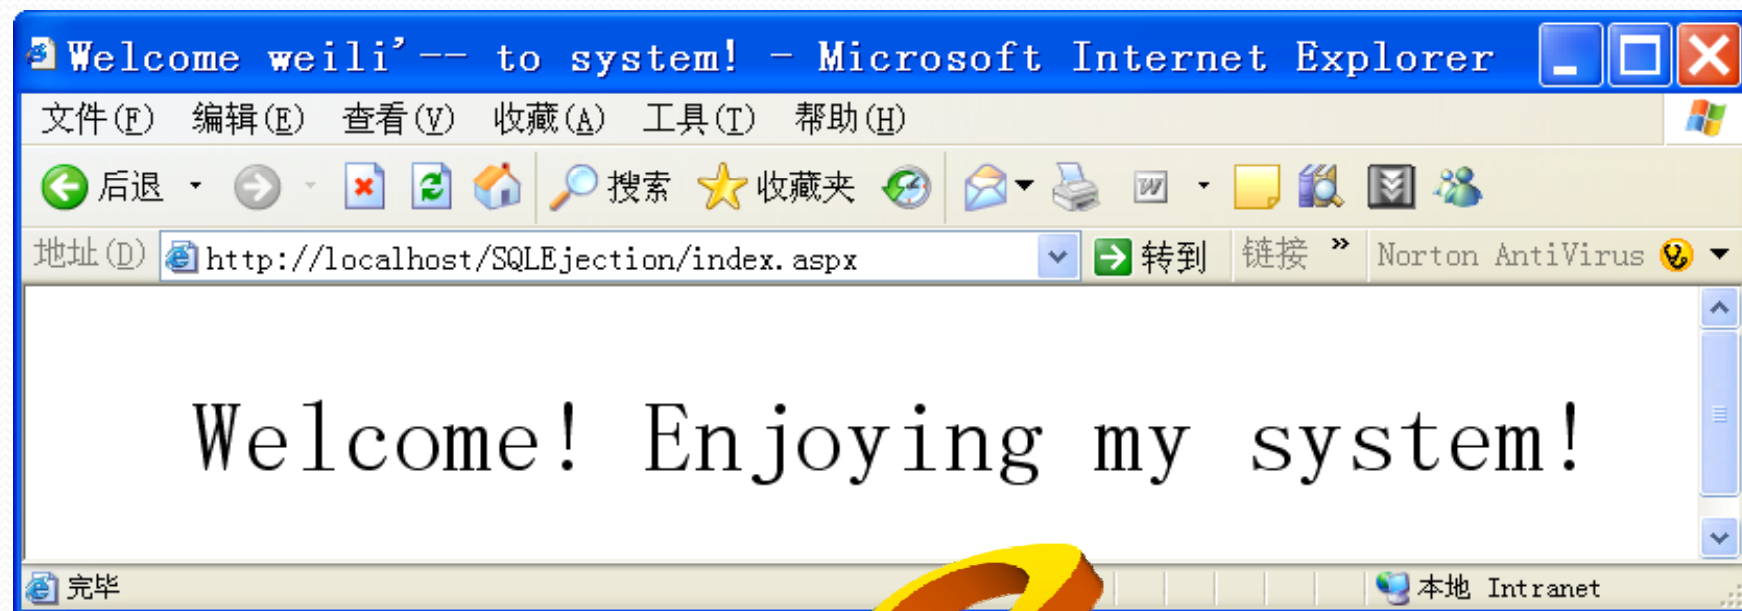 Welcome weili'-- to system! - Microsoft Internet Explorer
文件(F) 编辑(E) 查看(V) 收藏(A) 工具(T) 帮助(H)
后退 搜索 收藏夹
地址(D) http://localhost/SQLEjection/index.aspx 转到 链接 » Norton AntiVirus
Welcome! Enjoying my system!
完毕 本地 Intranet